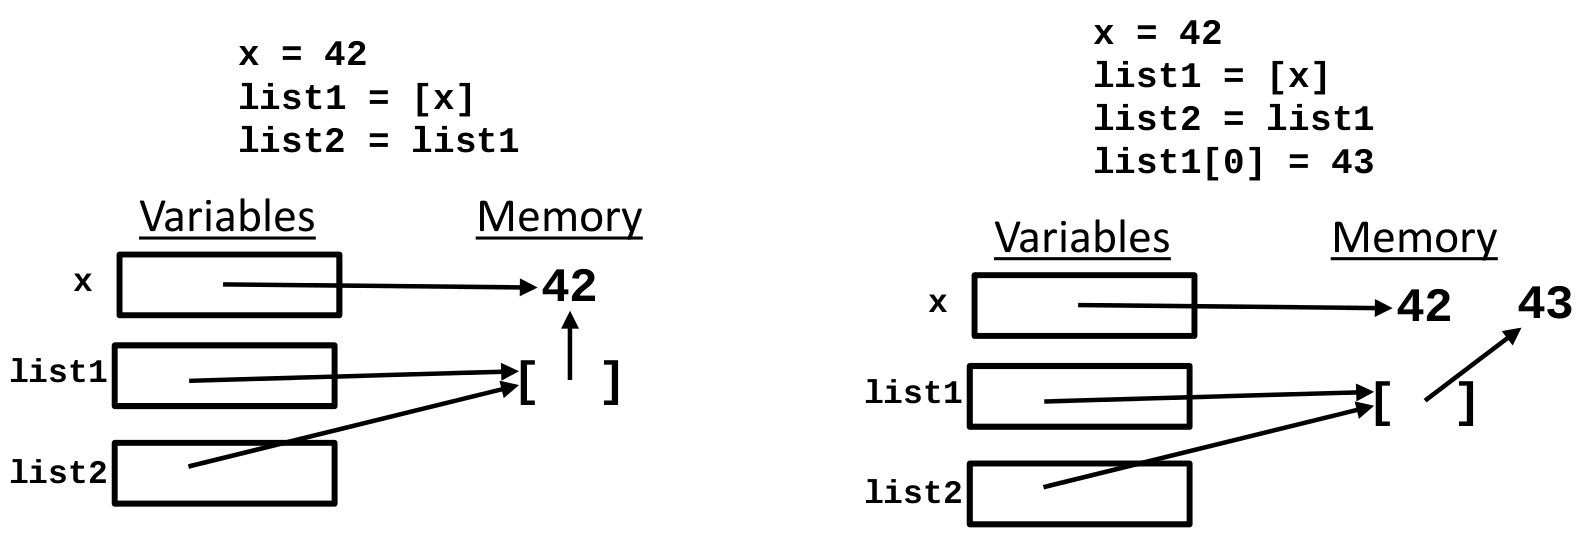 x = 42
list1 = [x]
list2 = list1
Variables Memory
x 42
list1 [ ]
list2
x = 42
list1 = [x]
list2 = list1
list1[0] = 43
Variables Memory
x 42 43
list1 [ ]
list2